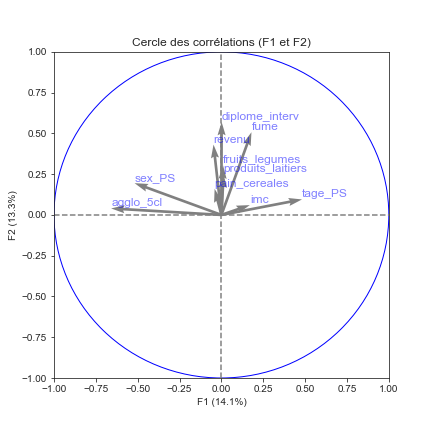 Cercle des corrélations (F1 et F2)
1.00
0.75
diplome_interv
fume
0.50
revenu
fruits_legumes
produits_laitiers
0.25
sex_PS
pain_cereales
tage_PS
agglo_5cl
imc
0.00
F2 (13.3%)
−0.25
−0.50
−0.75
−1.00
−1.00 −0.75 −0.50 −0.25 0.00 0.25 0.50 0.75 1.00
F1 (14.1%)